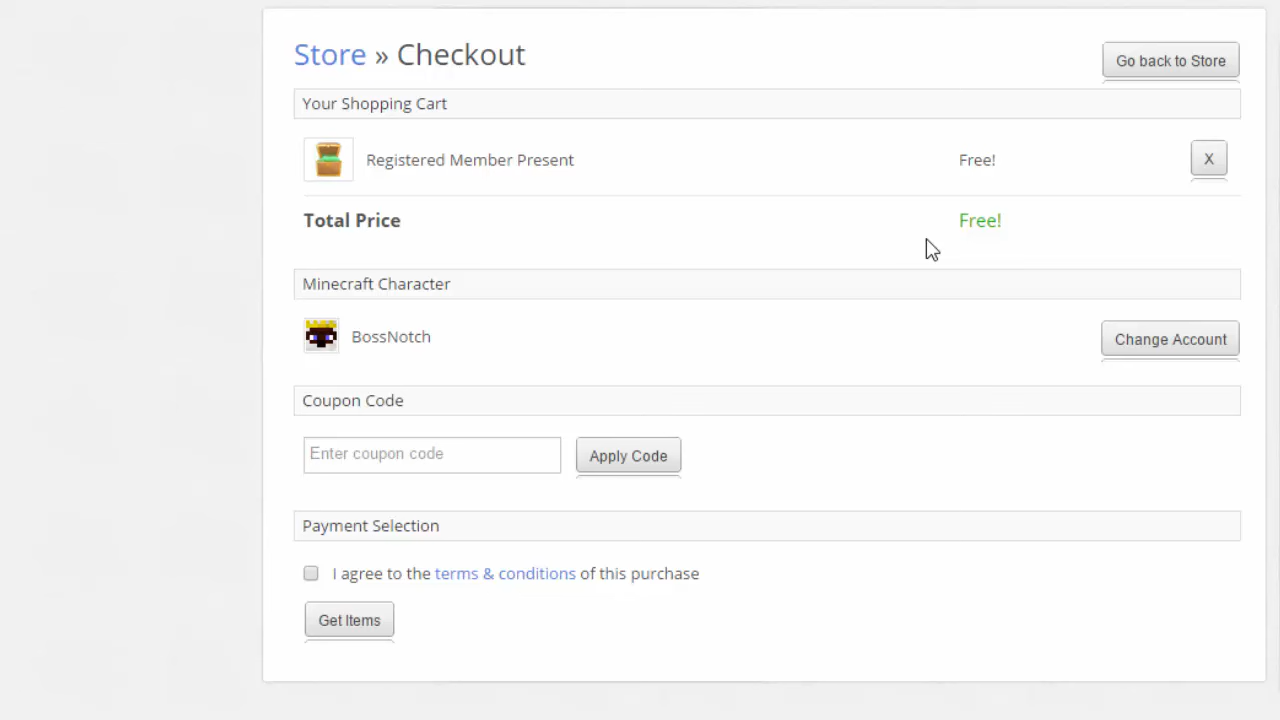 Store » Checkout
Go back to Store
Your Shopping Cart
Registered Member Present Free! X
Total Price Free!
Minecraft Character
BossNotch Change Account
Coupon Code
Enter coupon code Apply Code
Payment Selection
I agree to the terms & conditions of this purchase
Get Items